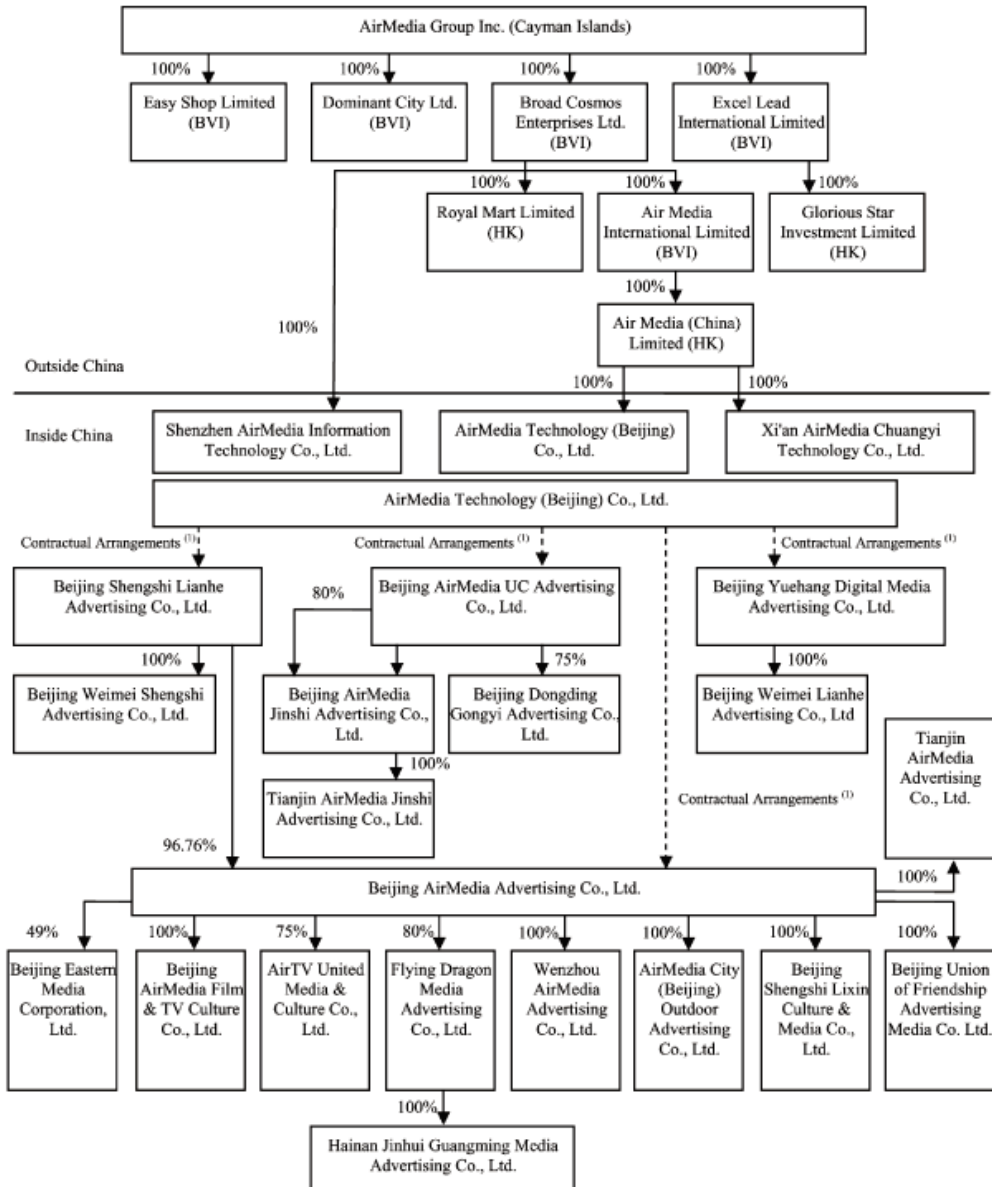 AirMedia Group Inc. (Cayman Islands)
100%
100%
100%
100%
Easy Shop Limited
(BVI)
Dominant City Ltd.
(BVI)
Broad Cosmos
Enterprises Ltd.
(BVI)
Excel Lead
International Limited
(BVI)
100%
100%
100%
Royal Mart Limited
(HK)
Air Media
International Limited
(BVI)
Glorious Star
Investment Limited
(HK)
100%
100%
Air Media (China)
Limited (HK)
Outside China
100%
100%
Inside China
Shenzhen AirMedia Information
Technology Co., Ltd.
AirMedia Technology (Beijing)
Co., Ltd.
Xi'an AirMedia Chuangyi
Technology Co., Ltd.
AirMedia Technology (Beijing) Co., Ltd.
Contractual Arrangements (1)
Contractual Arrangements (1)
Contractual Arrangements (1)
Beijing Shengshi Lianhe
Advertising Co., Ltd.
80%
Beijing AirMedia UC Advertising
Co., Ltd.
Beijing Yuehang Digital Media
Advertising Co., Ltd.
100%
75%
100%
Beijing Weimei Shengshi
Advertising Co., Ltd.
Beijing AirMedia
Jinshi Advertising Co.,
Ltd.
Beijing Dongding
Gongyi Advertising Co.,
Ltd.
Beijing Weimei Lianhe
Advertising Co., Ltd
Tianjin
AirMedia
Advertising
Co., Ltd.
100%
Tianjin AirMedia Jinshi
Advertising Co., Ltd.
Contractual Arrangements (1)
96.76%
Beijing AirMedia Advertising Co., Ltd.
100%
49%
100%
75%
80%
100%
100%
100%
100%
Beijing Eastern
Media
Corporation,
Ltd.
Beijing
AirMedia Film
& TV Culture
Co., Ltd.
AirTV United
Media &
Culture Co.,
Ltd.
Flying Dragon
Media
Advertising
Co., Ltd.
Wenzhou
AirMedia
Advertising
Co., Ltd.
AirMedia City
(Beijing)
Outdoor
Advertising
Co., Ltd.
Beijing
Shengshi Lixin
Culture &
Media Co.,
Ltd.
Beijing Union
of Friendship
Advertising
Media Co. Ltd.
100%
Hainan Jinhui Guangming Media
Advertising Co., Ltd.